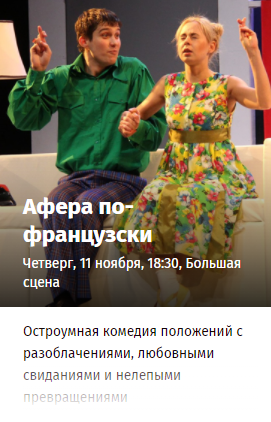 Афера по-
французски
Четверг, 11 ноября, 18:30, Большая
сцена
Остроумная комедия положений с
разоблачениями, любовными
свиданиями и нелепыми
превращениями